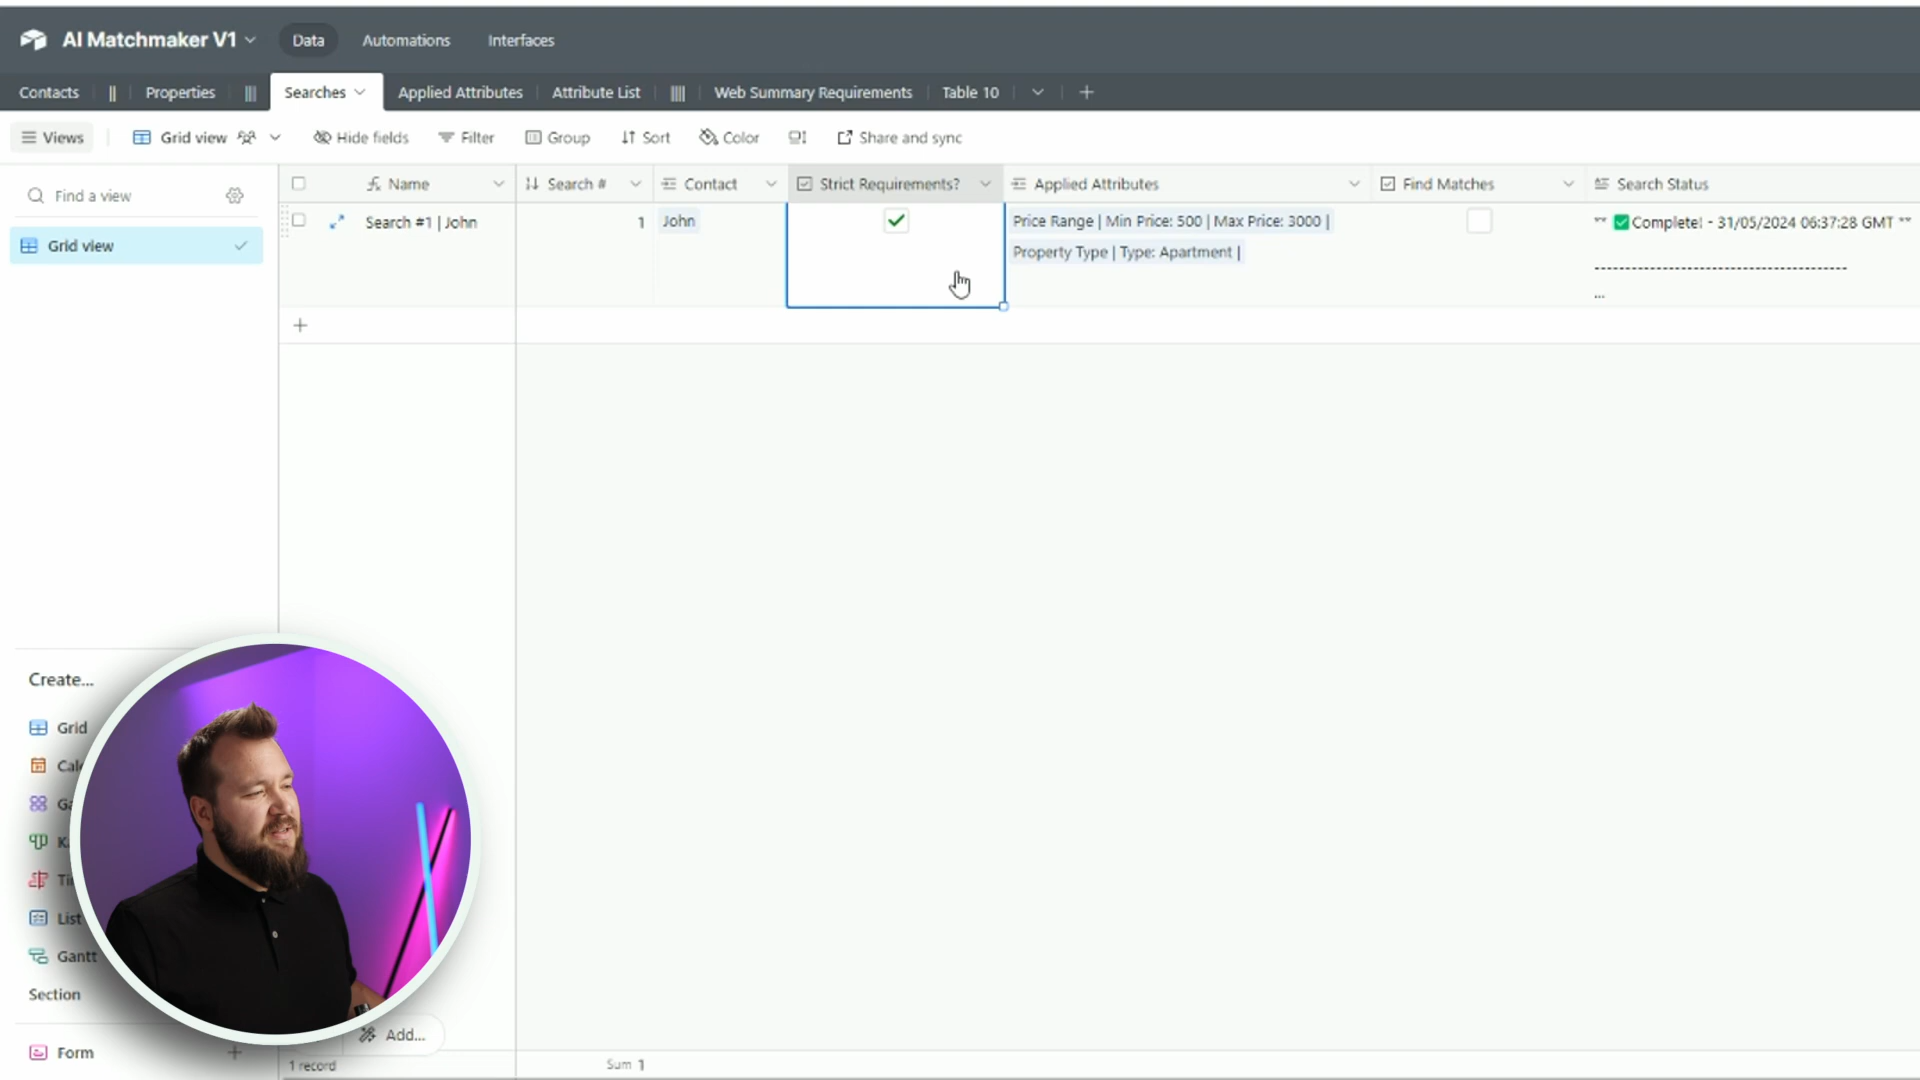 AI Matchmaker V1
Data
Automations
Interfaces
Contacts
||
Properties
|||
Searches
Applied Attributes
Attribute List
||||
Web Summary Requirements
Table 10
Views
Grid view
Hide fields
Filter
Group
Sort
Color
Share and sync
Find a view
Grid view
Name
Search #
Contact
Strict Requirements?
Applied Attributes
Find Matches
Search Status
Search #1 | John
1
John
Price Range | Min Price: 500 | Max Price: 3000 |
Property Type | Type: Apartment |
** ✅Complete! - 31/05/2024 06:37:28 GMT **
----------------------------------------
...
Create...
Grid
List
Gantt
Section
Form
Add...
1 record
Sum 1